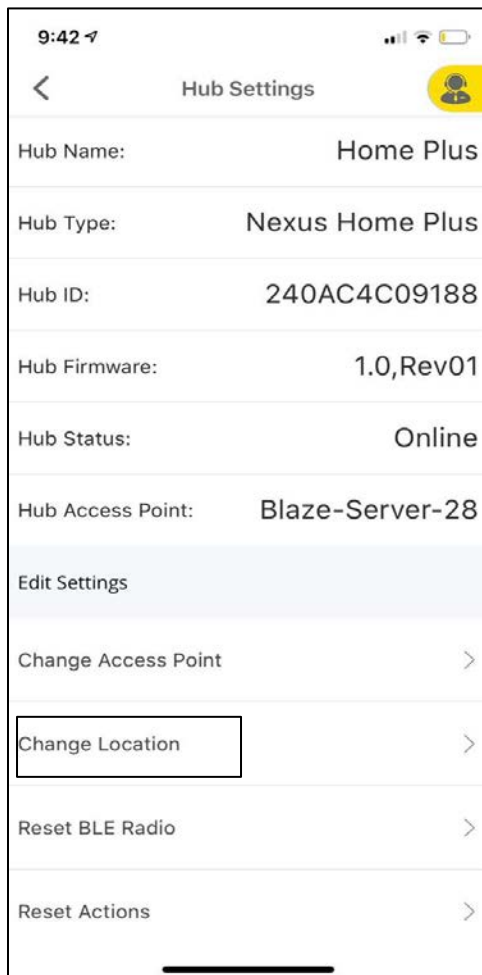 9:42
Hub Settings
Hub Name: Home Plus
Hub Type: Nexus Home Plus
Hub ID: 240AC4C09188
Hub Firmware: 1.0,Rev01
Hub Status: Online
Hub Access Point: Blaze-Server-28
Edit Settings
Change Access Point
Change Location
Reset BLE Radio
Reset Actions